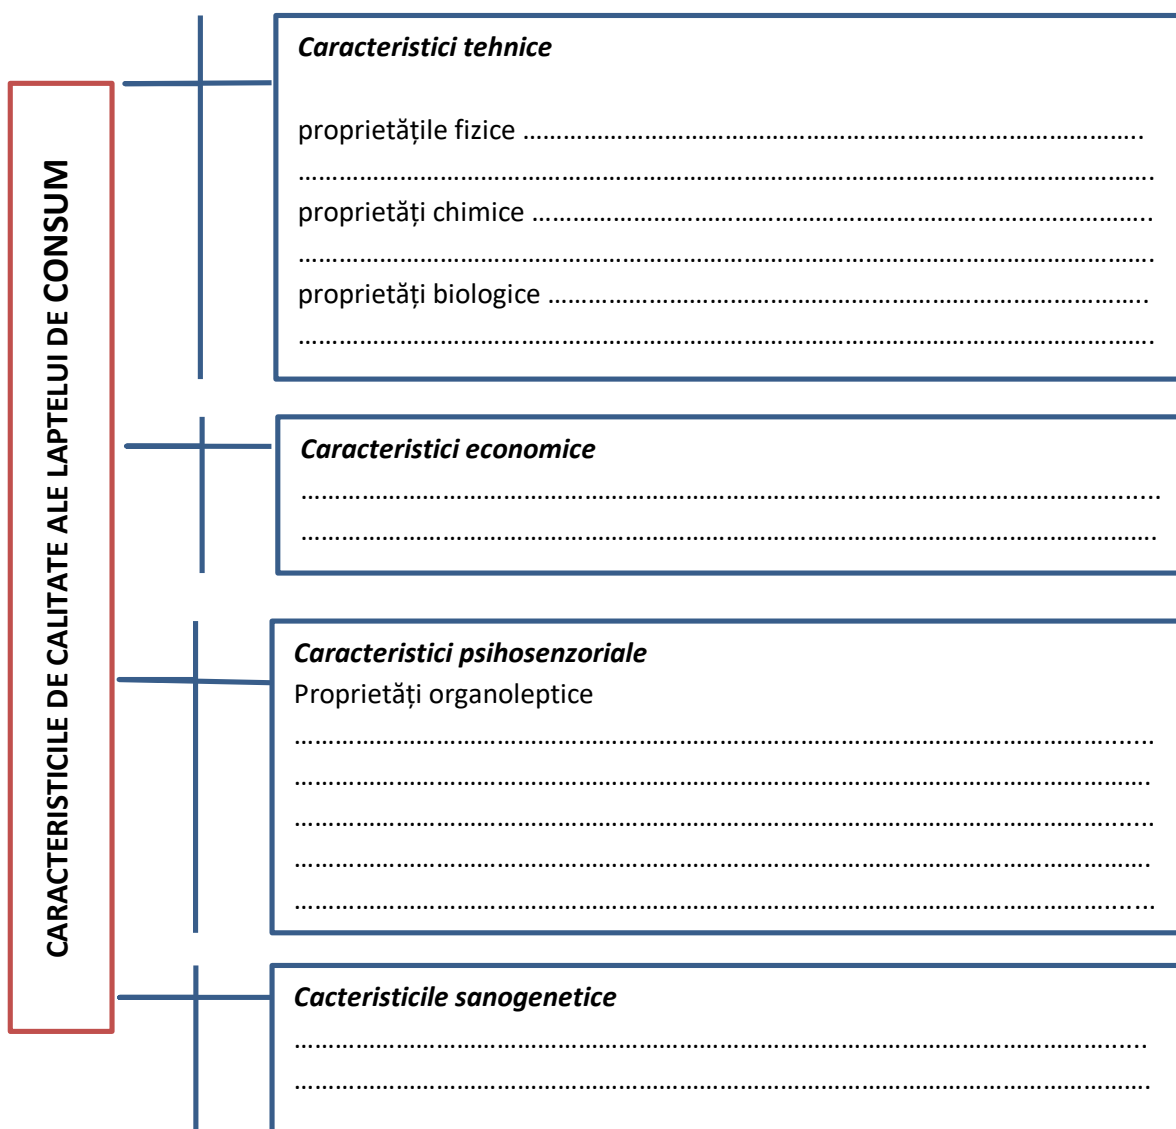 CARACTERISTICILE DE CALITATE ALE LAPTELUI DE CONSUM
Caracteristici tehnice
proprietățile fizice ……………………………………………………………………………………
……………………………………………………………………………………………………………………
proprietăți chimice ……………………………………………………………………………………
……………………………………………………………………………………………………………………
proprietăți biologice …………………………………………………………………………………
……………………………………………………………………………………………………………………
Caracteristici economice
……………………………………………………………………………………………………………………
……………………………………………………………………………………………………………………
Caracteristici psihosenzoriale
Proprietăți organoleptice
……………………………………………………………………………………………………………………
……………………………………………………………………………………………………………………
……………………………………………………………………………………………………………………
……………………………………………………………………………………………………………………
……………………………………………………………………………………………………………………
Cacteristicile sanogenetice
……………………………………………………………………………………………………………………
……………………………………………………………………………………………………………………